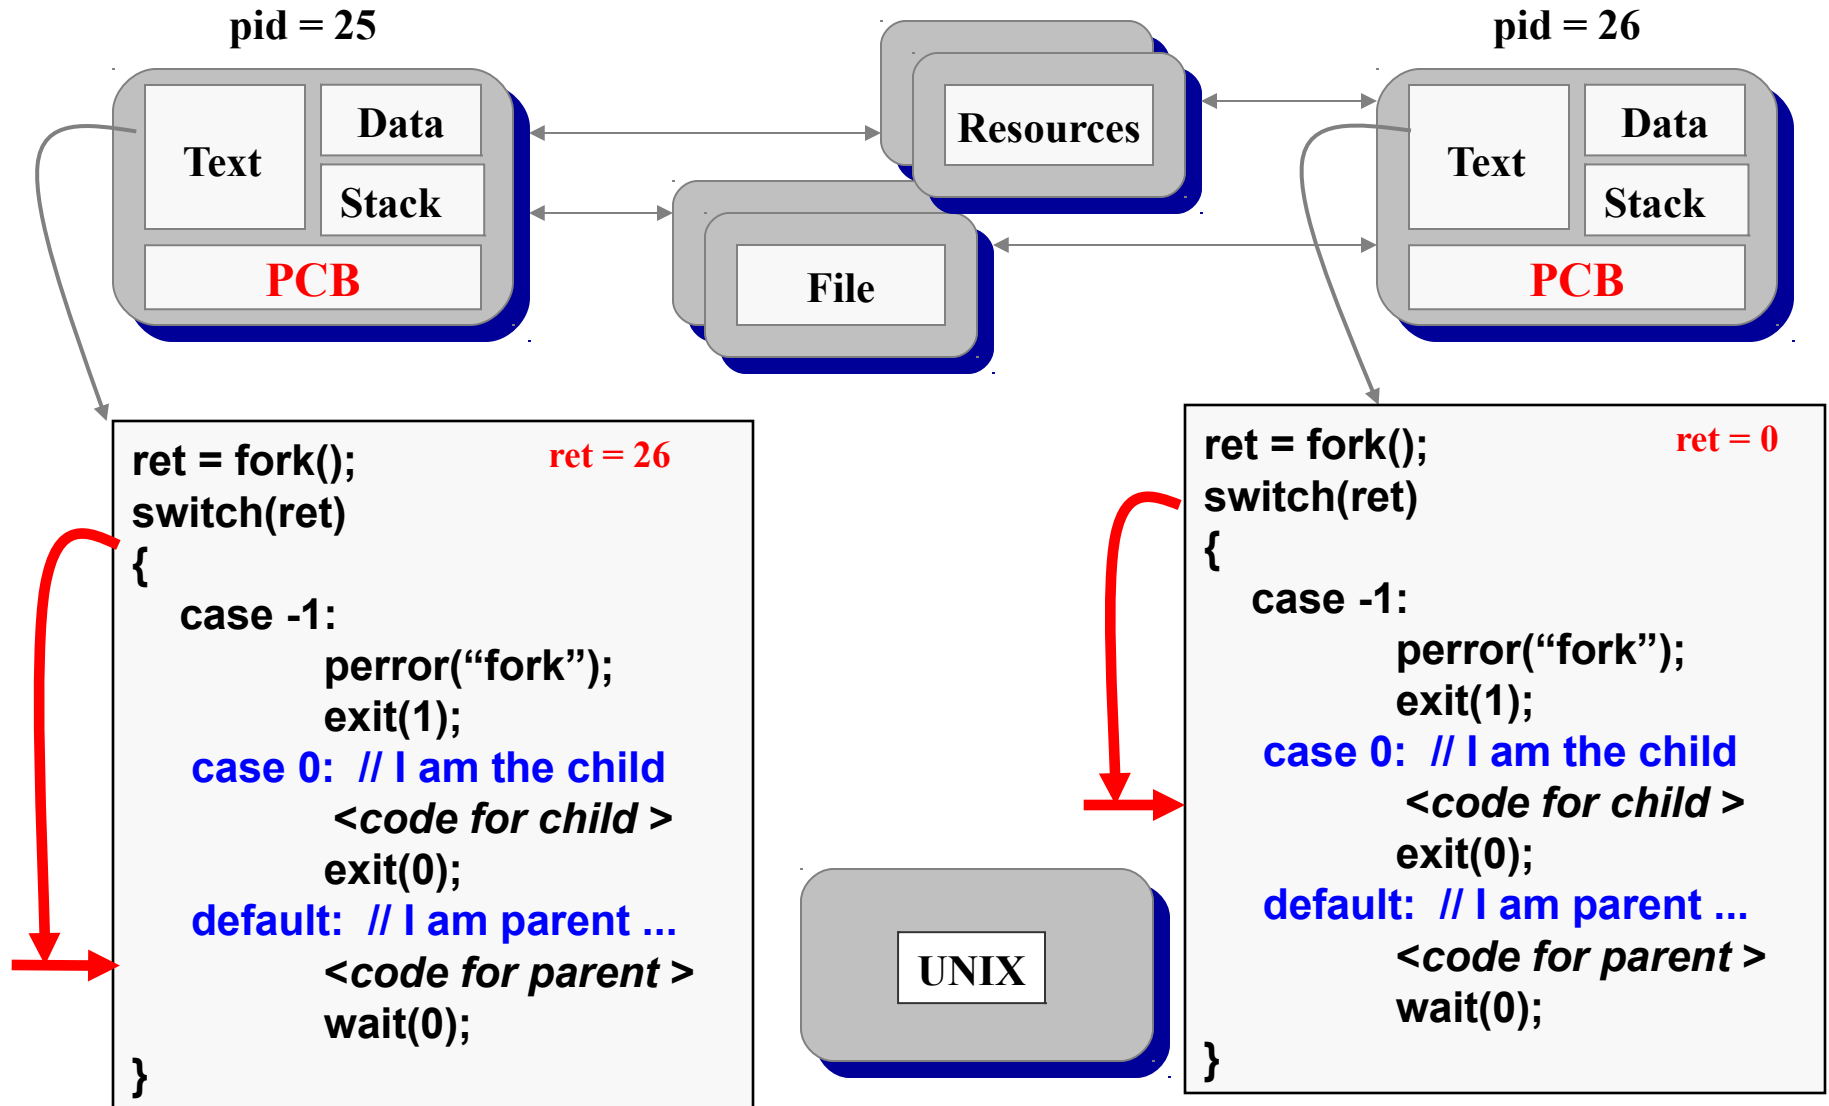 pid = 25
pid = 26
Text
Data
Stack
PCB
Resources
File
Text
Data
Stack
PCB
ret = fork();
ret = 26
switch(ret)
{
case -1:
perror(“fork”);
exit(1);
case 0:  // I am the child
<code for child >
exit(0);
default:  // I am parent ...
<code for parent >
wait(0);
}
UNIX
ret = fork();
ret = 0
switch(ret)
{
case -1:
perror(“fork”);
exit(1);
case 0:  // I am the child
<code for child >
exit(0);
default:  // I am parent ...
<code for parent >
wait(0);
}